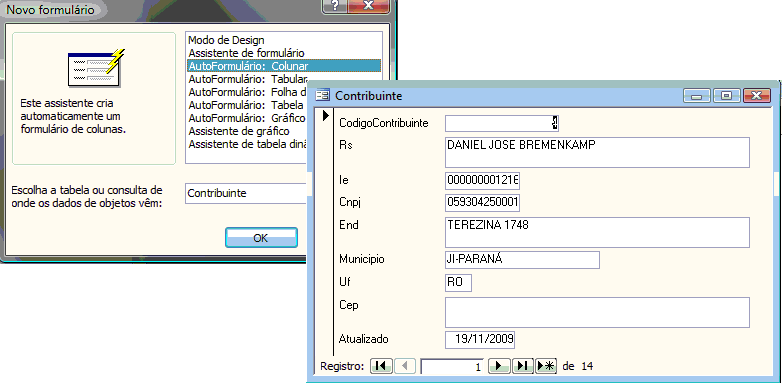 Novo formulário
Modo de Design
Assistente de formulário
AutoFormulário: Colunar
AutoFormulário: Tabular
AutoFormulário: Folha d
AutoFormulário: Tabela
AutoFormulário: Gráfico
Assistente de gráfico
Assistente de tabela dinâ
Este assistente cria
automaticamente um
formulário de colunas.
Escolha a tabela ou consulta de
onde os dados de objetos vêm:
Contribuinte
OK
Contribuinte
CodigoContribuinte
Rs DANIEL JOSE BREMENKAMP
Ie 000000001216
Cnpj 059304250001
End TEREZINA 1748
Municipio JI-PARANÁ
Uf RO
Cep
Atualizado 19/11/2009
Registro: 1 de 14